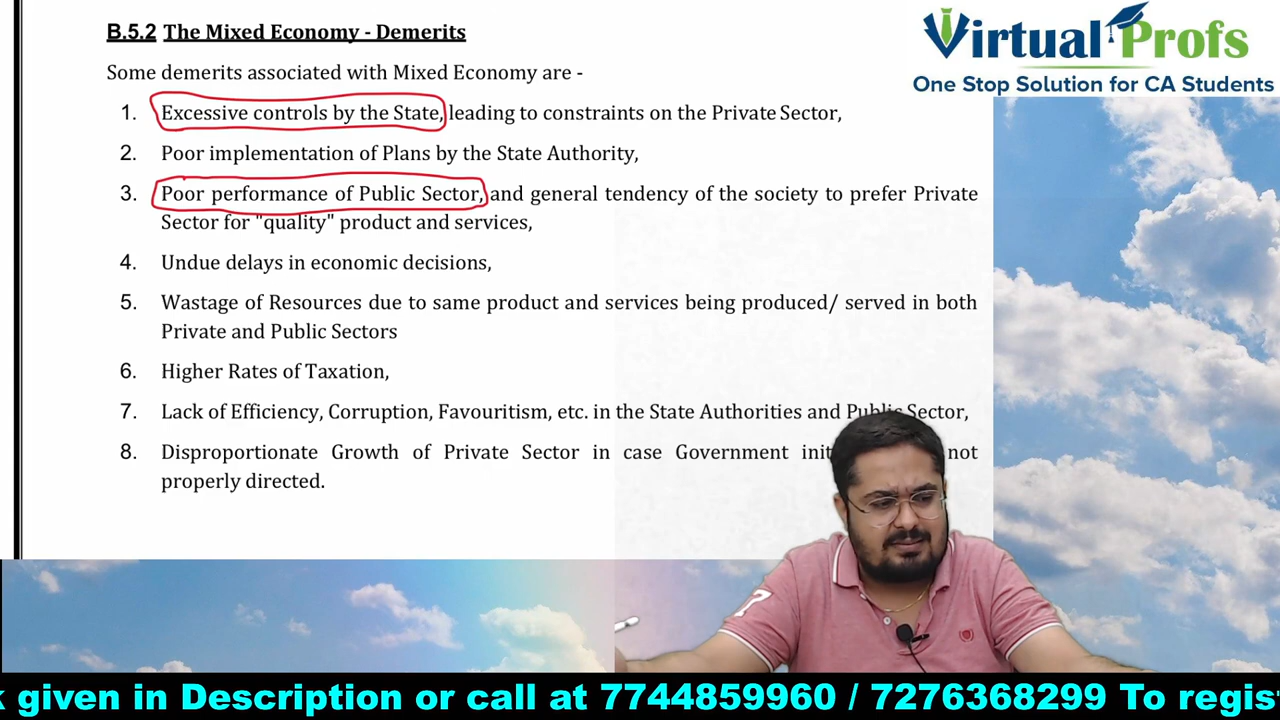 B.5.2 The Mixed Economy - Demerits
Virtual Profs
One Stop Solution for CA Students
Some demerits associated with Mixed Economy are -
1. Excessive controls by the State, leading to constraints on the Private Sector,
2. Poor implementation of Plans by the State Authority,
3. Poor performance of Public Sector, and general tendency of the society to prefer Private
Sector for "quality" product and services,
4. Undue delays in economic decisions,
5. Wastage of Resources due to same product and services being produced/ served in both
Private and Public Sectors
6. Higher Rates of Taxation,
7. Lack of Efficiency, Corruption, Favouritism, etc. in the State Authorities and Public Sector,
8. Disproportionate Growth of Private Sector in case Government not
properly directed.
7
given in Description or call at 7744859960 / 7276368299 To